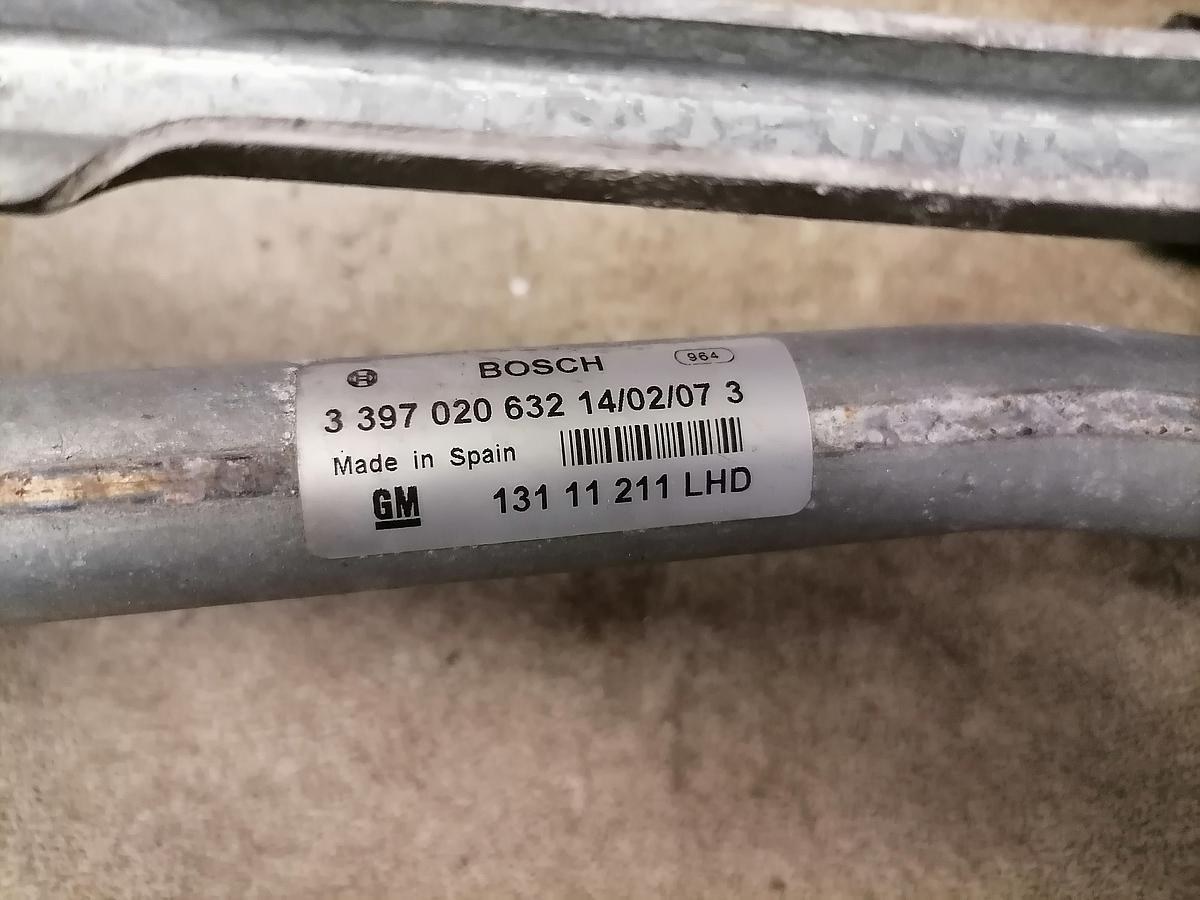 BOSCH 964
3 397 020 632 14/02/07 3
Made in Spain
GM 131 11 211 LHD